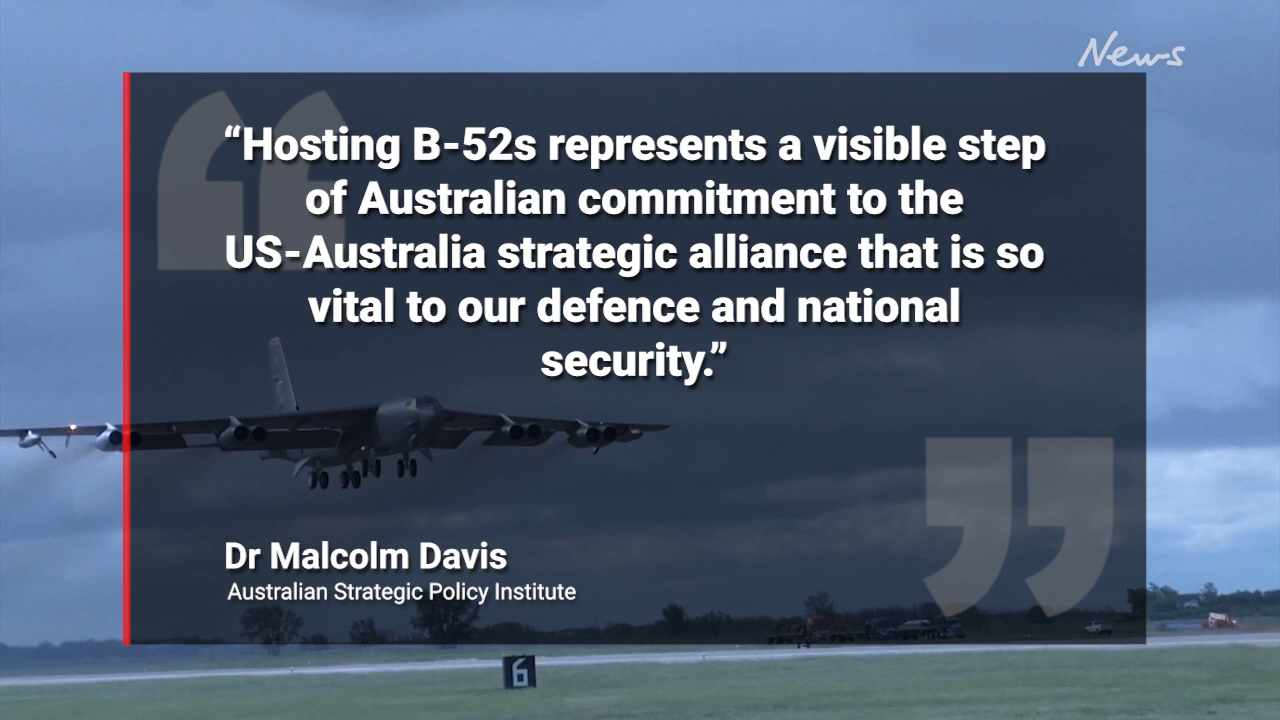 News
“Hosting B-52s represents a visible step
of Australian commitment to the
US-Australia strategic alliance that is so
vital to our defence and national
security.”
Dr Malcolm Davis
Australian Strategic Policy Institute
6